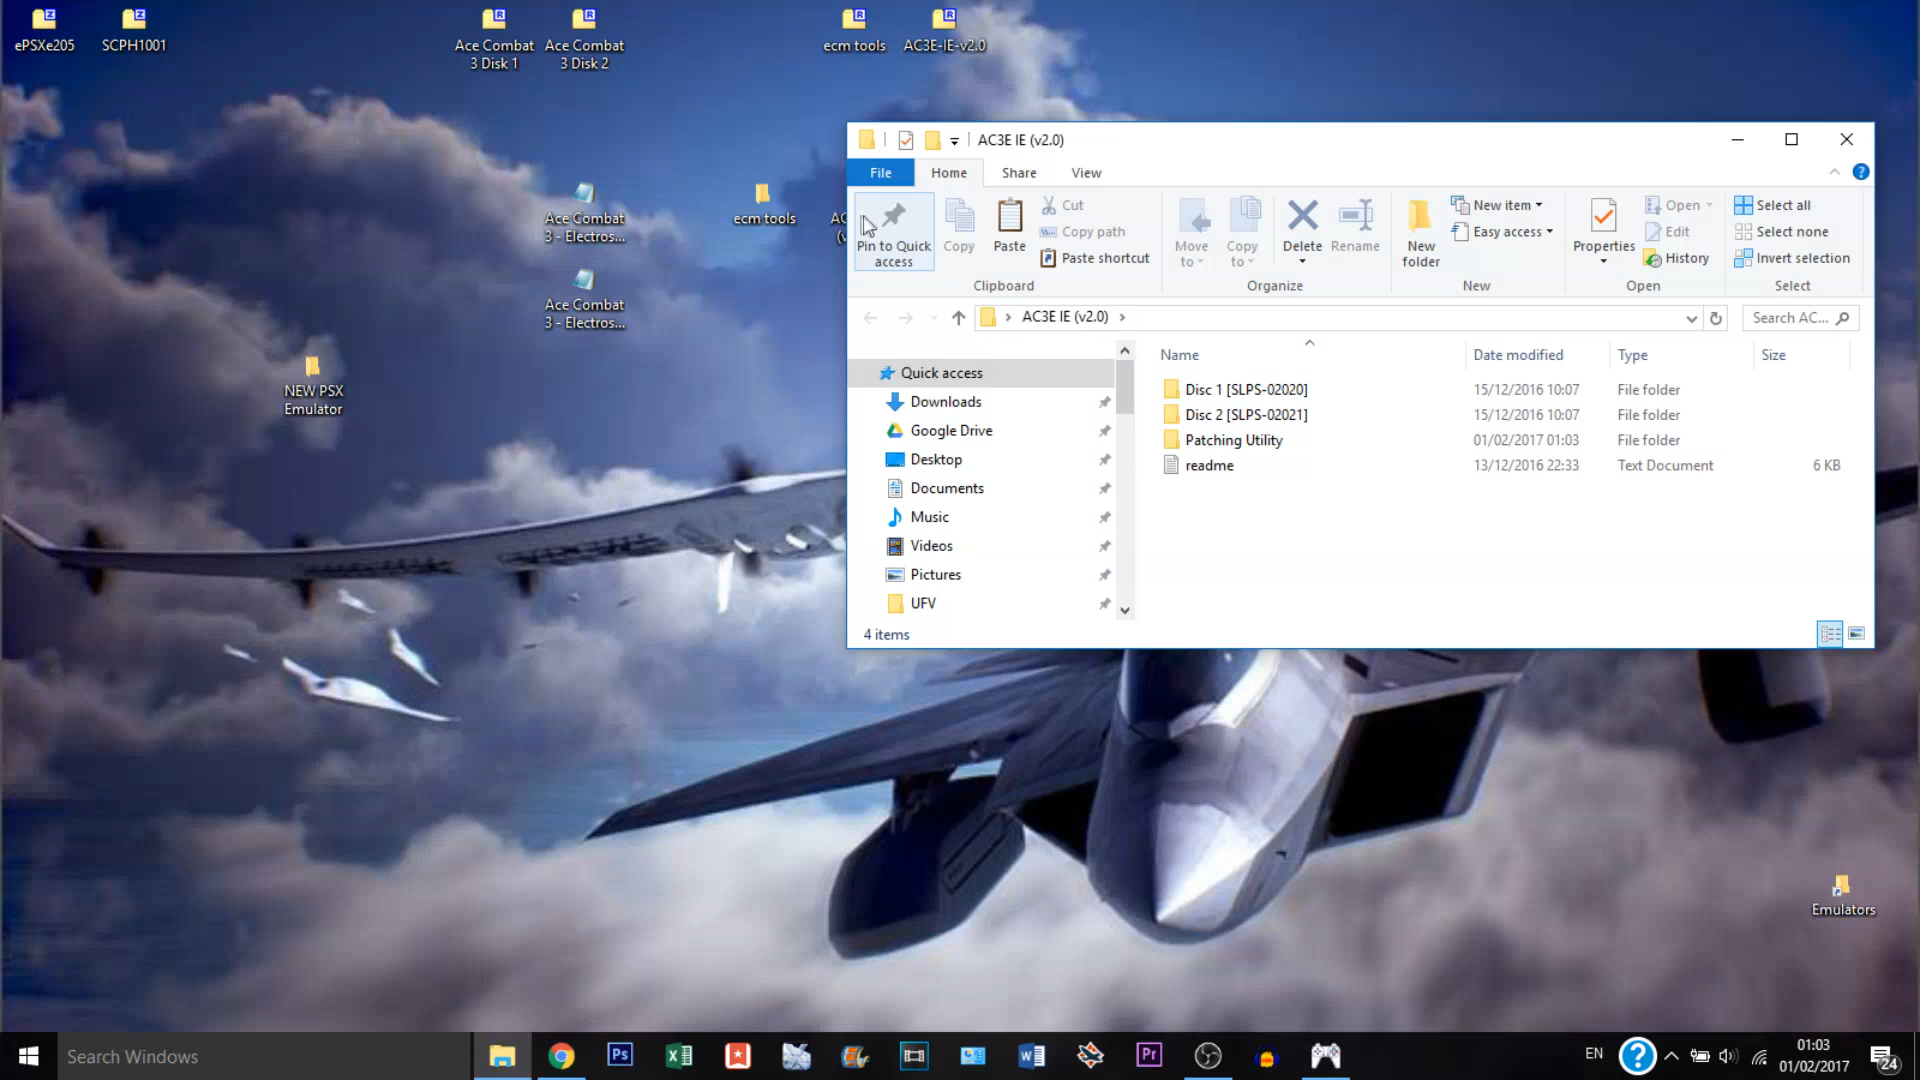 ePSXe205
SCPH1001
Ace Combat
3 Disk 1
Ace Combat
3 Disk 2
ecm tools
AC3E-IE-v2.0
Ace Combat
3 - Electros...
Ace Combat
3 - Electros...
ecm tools
NEW PSX
Emulator
Emulators
AC3E IE (v2.0)
File
Home
Share
View
Pin to Quick
access
Copy
Paste
Cut
Copy path
Paste shortcut
Clipboard
Move
to
Copy
to
Delete
Rename
Organize
New
folder
New item
Easy access
New
Properties
Open
Edit
History
Open
Select all
Select none
Invert selection
Select
AC3E IE (v2.0)
Search AC...
Quick access
Downloads
Google Drive
Desktop
Documents
Music
Videos
Pictures
UFV
Name
Date modified
Type
Size
Disc 1 [SLPS-02020] 15/12/2016 10:07 File folder
Disc 2 [SLPS-02021] 15/12/2016 10:07 File folder
Patching Utility 01/02/2017 01:03 File folder
readme 13/12/2016 22:33 Text Document 6 KB
4 items
Search Windows
Ps
Pr
EN
01:03
01/02/2017
24